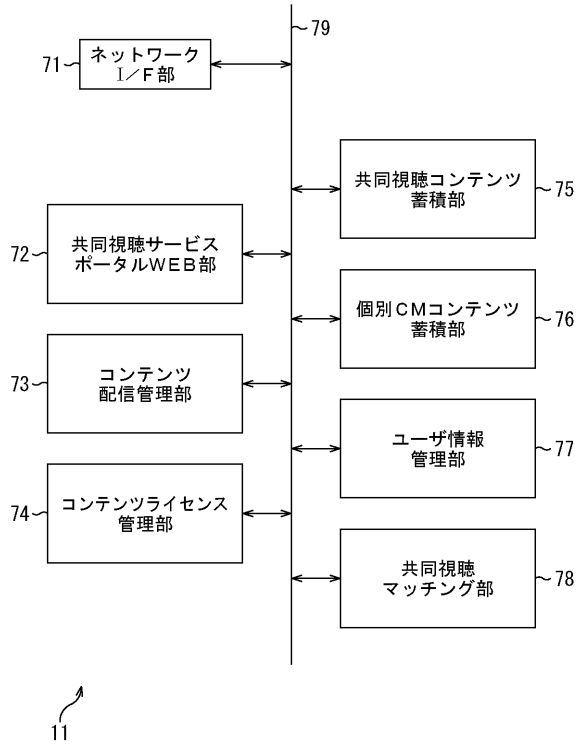 79
71
ネットワーク
I/F部
共同視聴コンテンツ
蓄積部
75
72
共同視聴サービス
ポータルWEB部
個別CMコンテンツ
蓄積部
76
73
コンテンツ
配信管理部
ユーザ情報
管理部
77
74
コンテンツライセンス
管理部
共同視聴
マッチング部
78
11